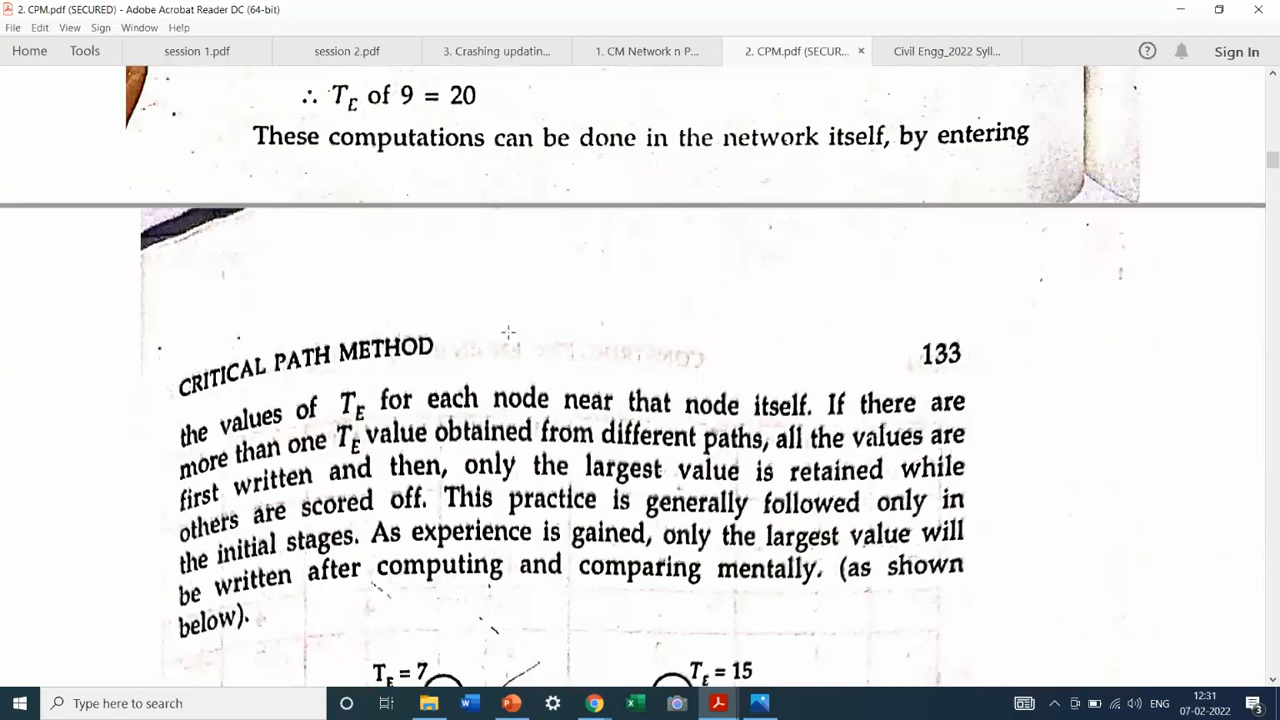 2. CPM (SECURED) - Adobe Acrobat Reader DC (64-bit)
File Edit View Sign Window Help
Home Tools session 1.pdf session 2.pdf 3. Crashing updatin... 1. CM Network n P... 2. CPM.pdf (SECUR... × Civil Engg_2022 Syll... Sign In
∴ T_E of 9 = 20
These computations can be done in the network itself, by entering
CRITICAL PATH METHOD 133
the values of T_E for each node near that node itself. If there are
more than one T_E value obtained from different paths, all the values are
first written and then, only the largest value is retained while
others are scored off. This practice is generally followed only in
the initial stages. As experience is gained, only the largest value will
be written after computing and comparing mentally. (as shown
below).
T_E = 7 T_E = 15
Type here to search
ENG
12:31
07-02-2022
3